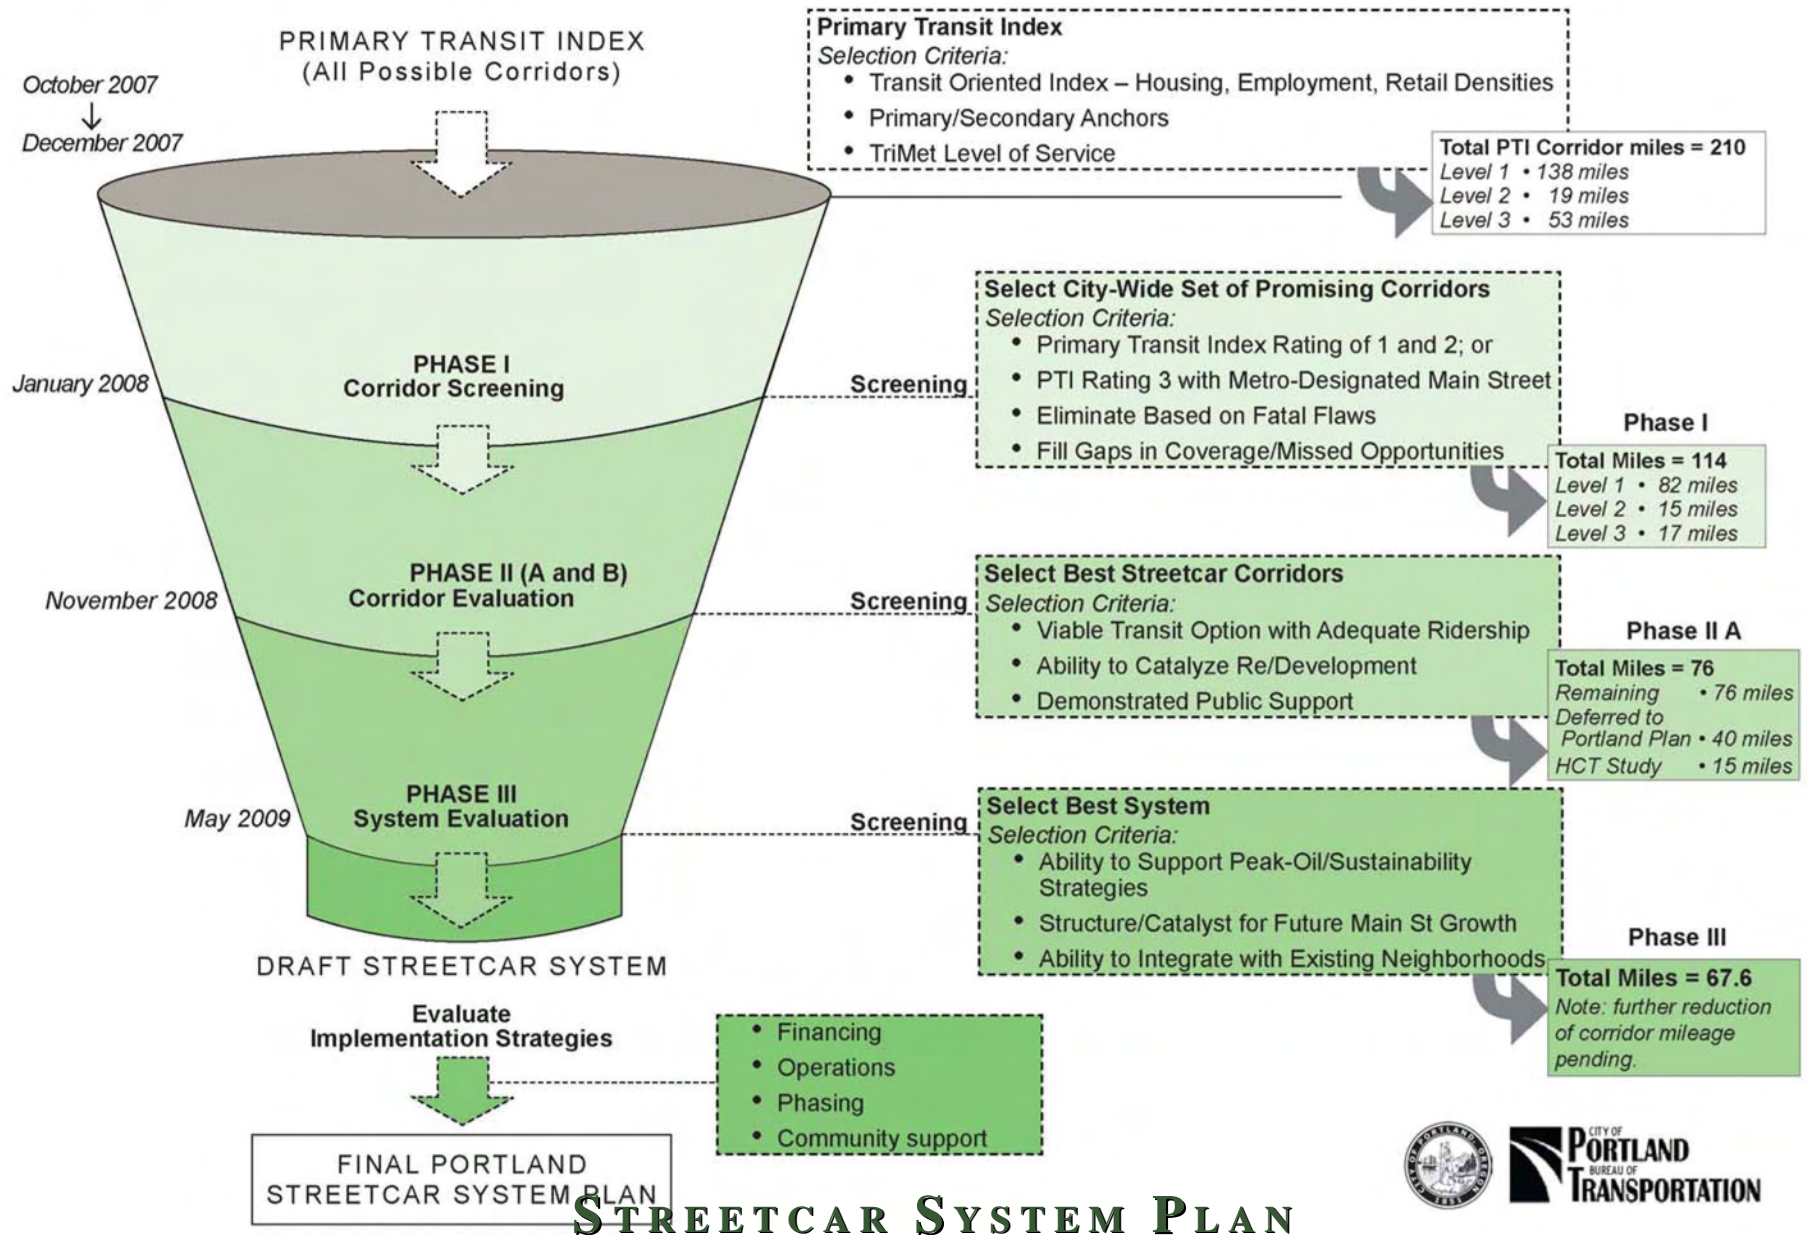 PRIMARY TRANSIT INDEX
(All Possible Corridors)
October 2007
December 2007
Primary Transit Index
Selection Criteria:
• Transit Oriented Index – Housing, Employment, Retail Densities
• Primary/Secondary Anchors
• TriMet Level of Service
Total PTI Corridor miles = 210
Level 1 • 138 miles
Level 2 • 19 miles
Level 3 • 53 miles
January 2008
PHASE I
Corridor Screening
Screening
Select City-Wide Set of Promising Corridors
Selection Criteria:
• Primary Transit Index Rating of 1 and 2; or
• PTI Rating 3 with Metro-Designated Main Street
• Eliminate Based on Fatal Flaws
• Fill Gaps in Coverage/Missed Opportunities
Phase I
Total Miles = 114
Level 1 • 82 miles
Level 2 • 15 miles
Level 3 • 17 miles
November 2008
PHASE II (A and B)
Corridor Evaluation
Screening
Select Best Streetcar Corridors
Selection Criteria:
• Viable Transit Option with Adequate Ridership
• Ability to Catalyze Re/Development
• Demonstrated Public Support
Phase II A
Total Miles = 76
Remaining • 76 miles
Deferred to
Portland Plan • 40 miles
HCT Study • 15 miles
May 2009
PHASE III
System Evaluation
Screening
Select Best System
Selection Criteria:
• Ability to Support Peak-Oil/Sustainability
Strategies
• Structure/Catalyst for Future Main St Growth
• Ability to Integrate with Existing Neighborhoods
Phase III
Total Miles = 67.6
Note: further reduction
of corridor mileage
pending.
DRAFT STREETCAR SYSTEM
Evaluate
Implementation Strategies
• Financing
• Operations
• Phasing
• Community support
FINAL PORTLAND
STREETCAR SYSTEM PLAN
CITY OF PORTLAND, OREGON
1851
CITY OF
PORTLAND
BUREAU OF
TRANSPORTATION
STREETCAR SYSTEM PLAN